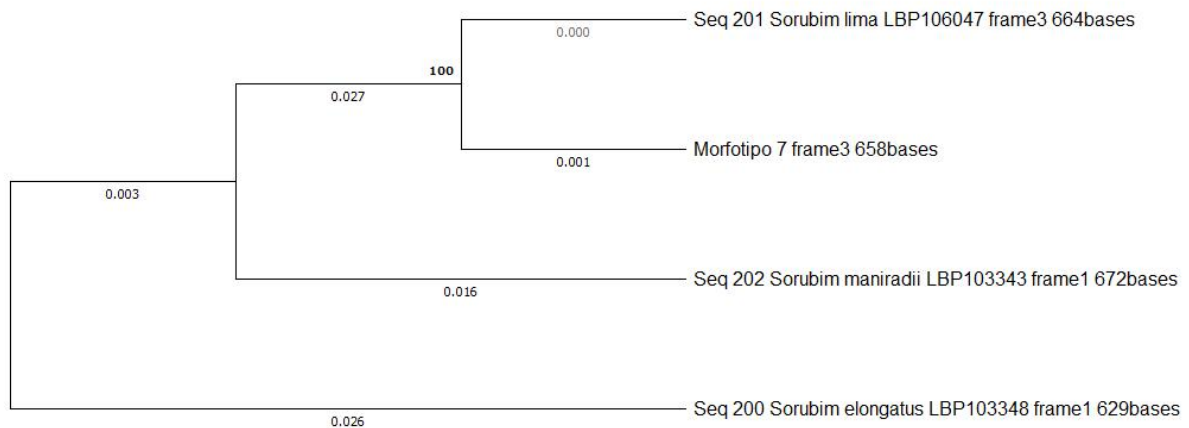 Seq 201 Sorubim lima LBP106047 frame3 664bases
0.000
100
0.027
Morfotipo 7 frame3 658bases
0.001
0.003
Seq 202 Sorubim maniradii LBP103343 frame1 672bases
0.016
Seq 200 Sorubim elongatus LBP103348 frame1 629bases
0.026